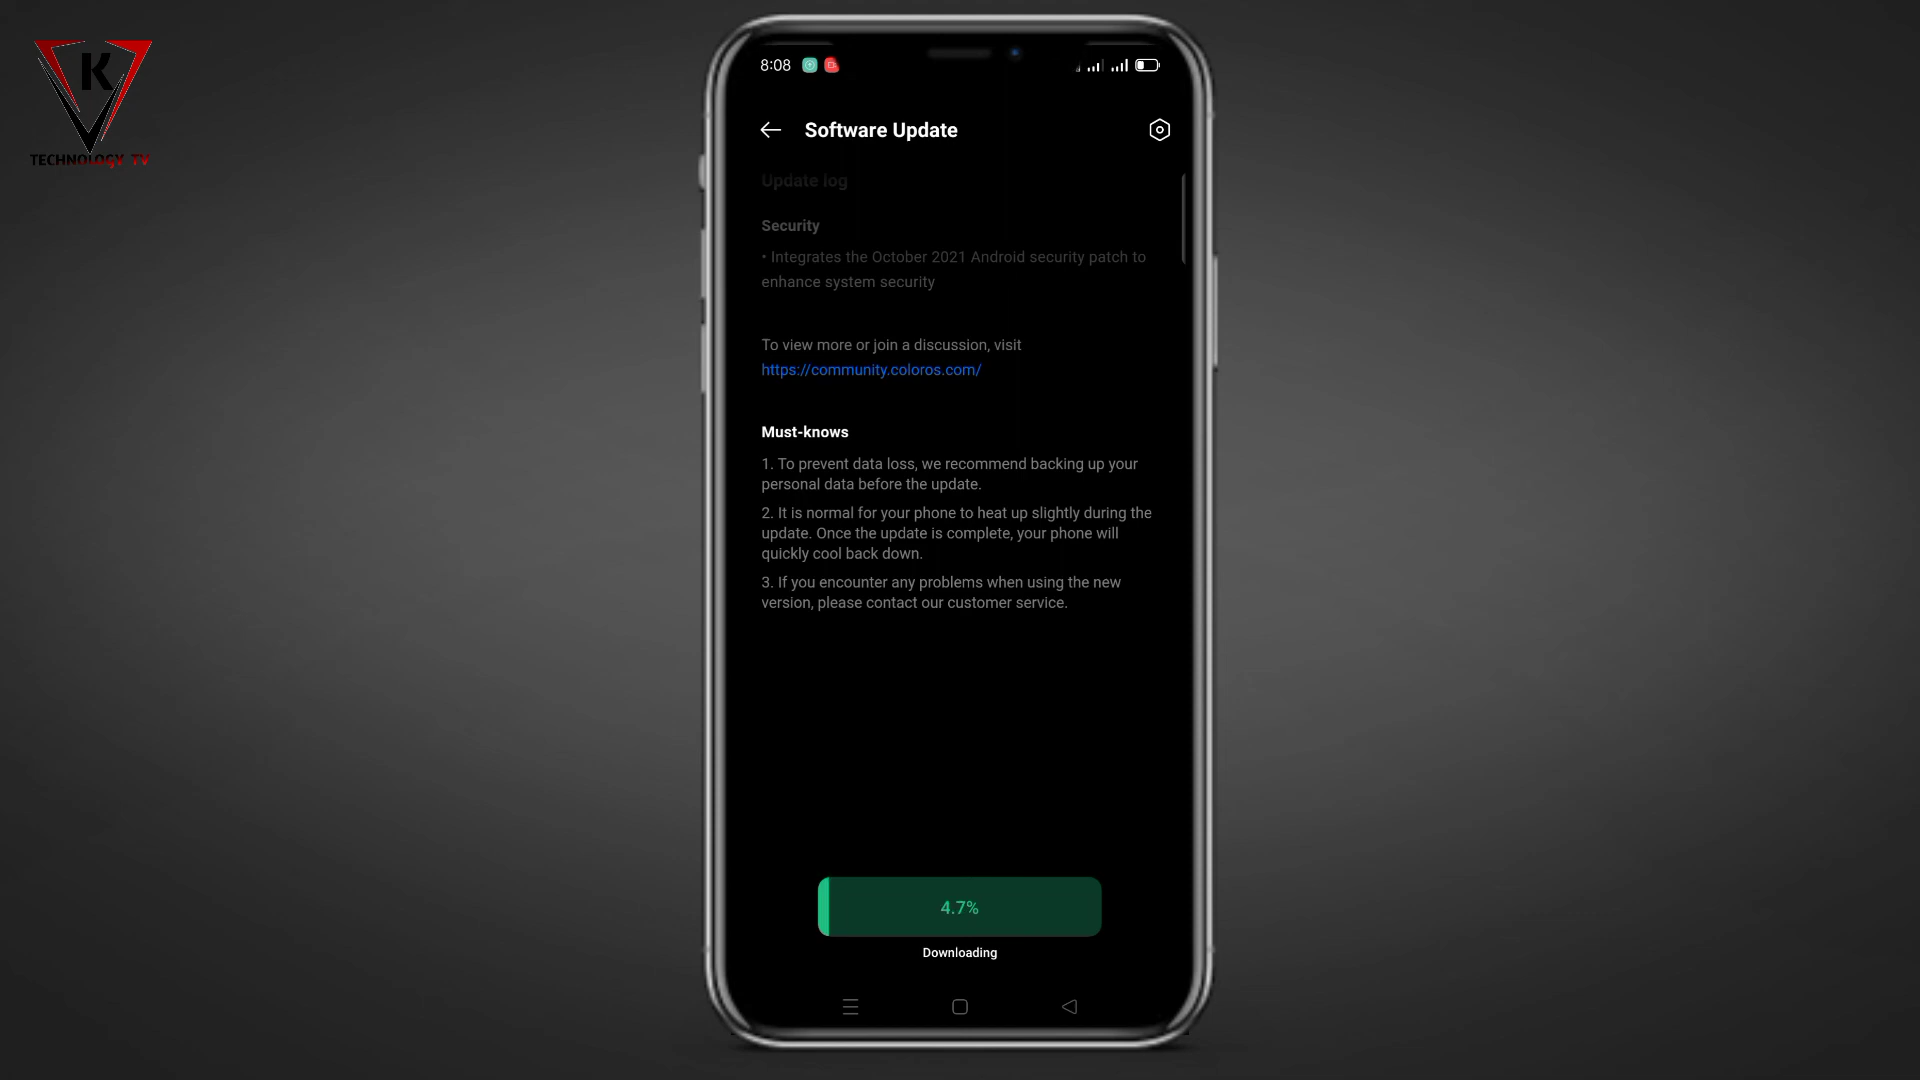 K
TECHNOLOGY TV
8:08
Software Update
Update log
Security
• Integrates the October 2021 Android security patch to
enhance system security
To view more or join a discussion, visit
https://community.coloros.com/
Must-knows
1. To prevent data loss, we recommend backing up your
personal data before the update.
2. It is normal for your phone to heat up slightly during the
update. Once the update is complete, your phone will
quickly cool back down.
3. If you encounter any problems when using the new
version, please contact our customer service.
4.7%
Downloading